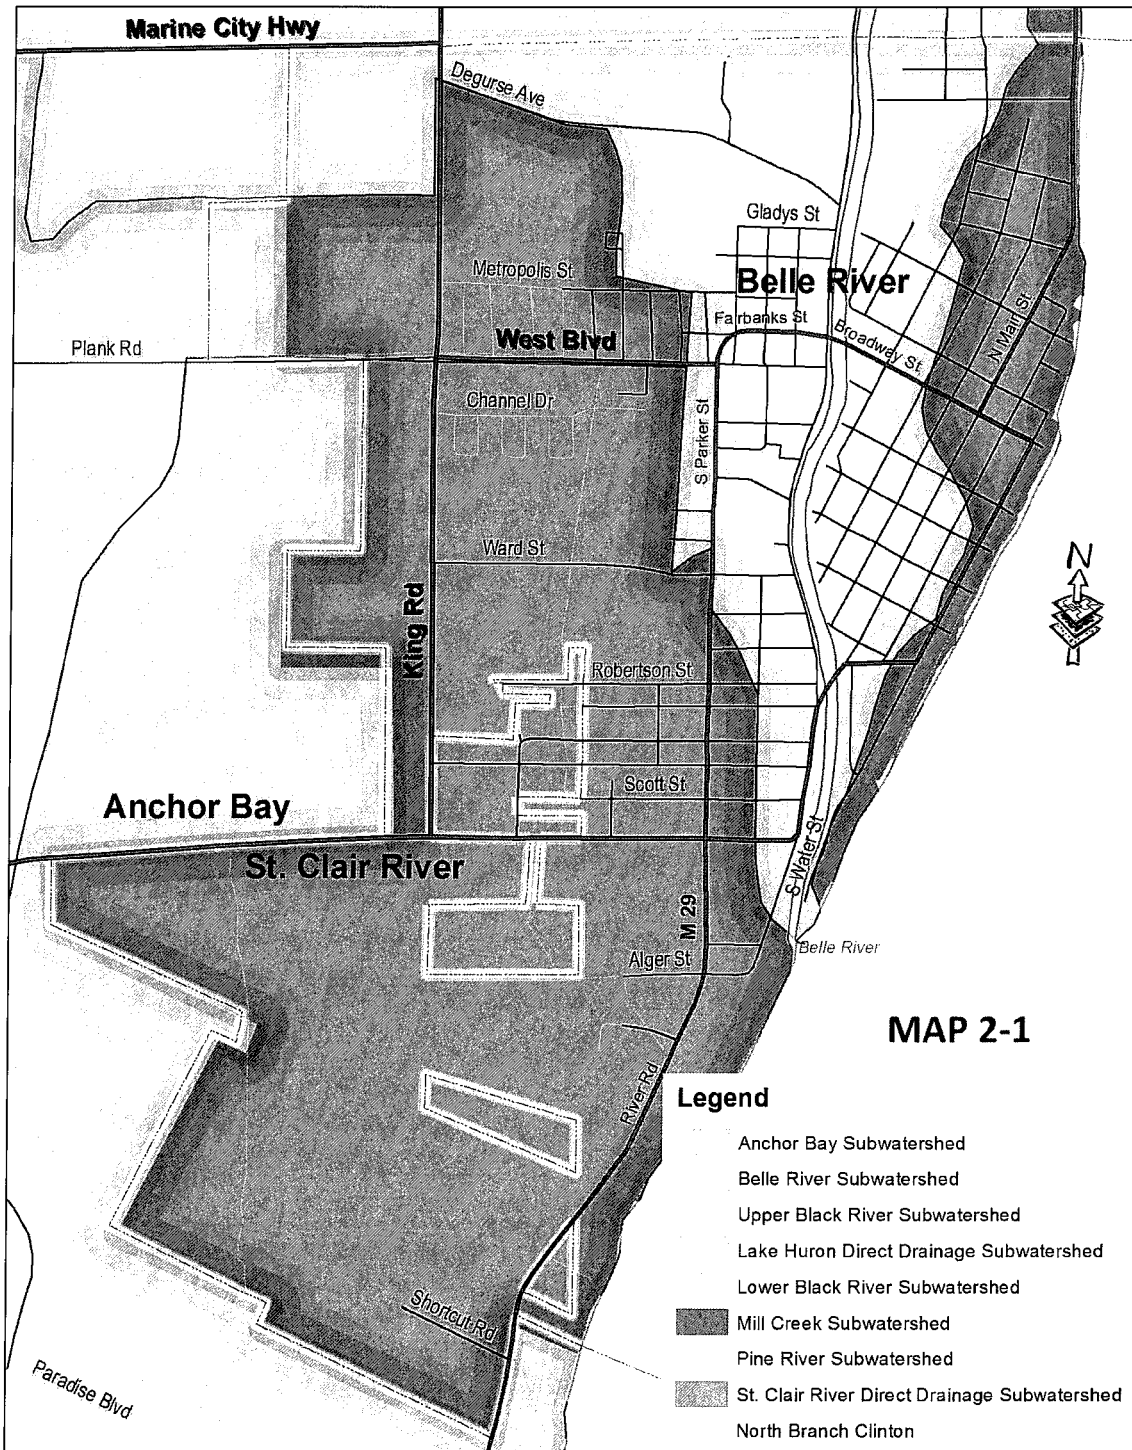 Marine City Hwy
Degurse Ave
Gladys St
Metropolis St
Belle River
Fairbanks St
Broadway St
N Main St
West Blvd
Plank Rd
Channel Dr
S Parker St
Ward St
N
King Rd
Robertson St
Scott St
Anchor Bay
St. Clair River
S Water St
M 29
Belle River
Alger St
MAP 2-1
River Rd
Legend
Anchor Bay Subwatershed
Belle River Subwatershed
Upper Black River Subwatershed
Lake Huron Direct Drainage Subwatershed
Lower Black River Subwatershed
Mill Creek Subwatershed
Pine River Subwatershed
St. Clair River Direct Drainage Subwatershed
North Branch Clinton
Shortcut Rd
Paradise Blvd